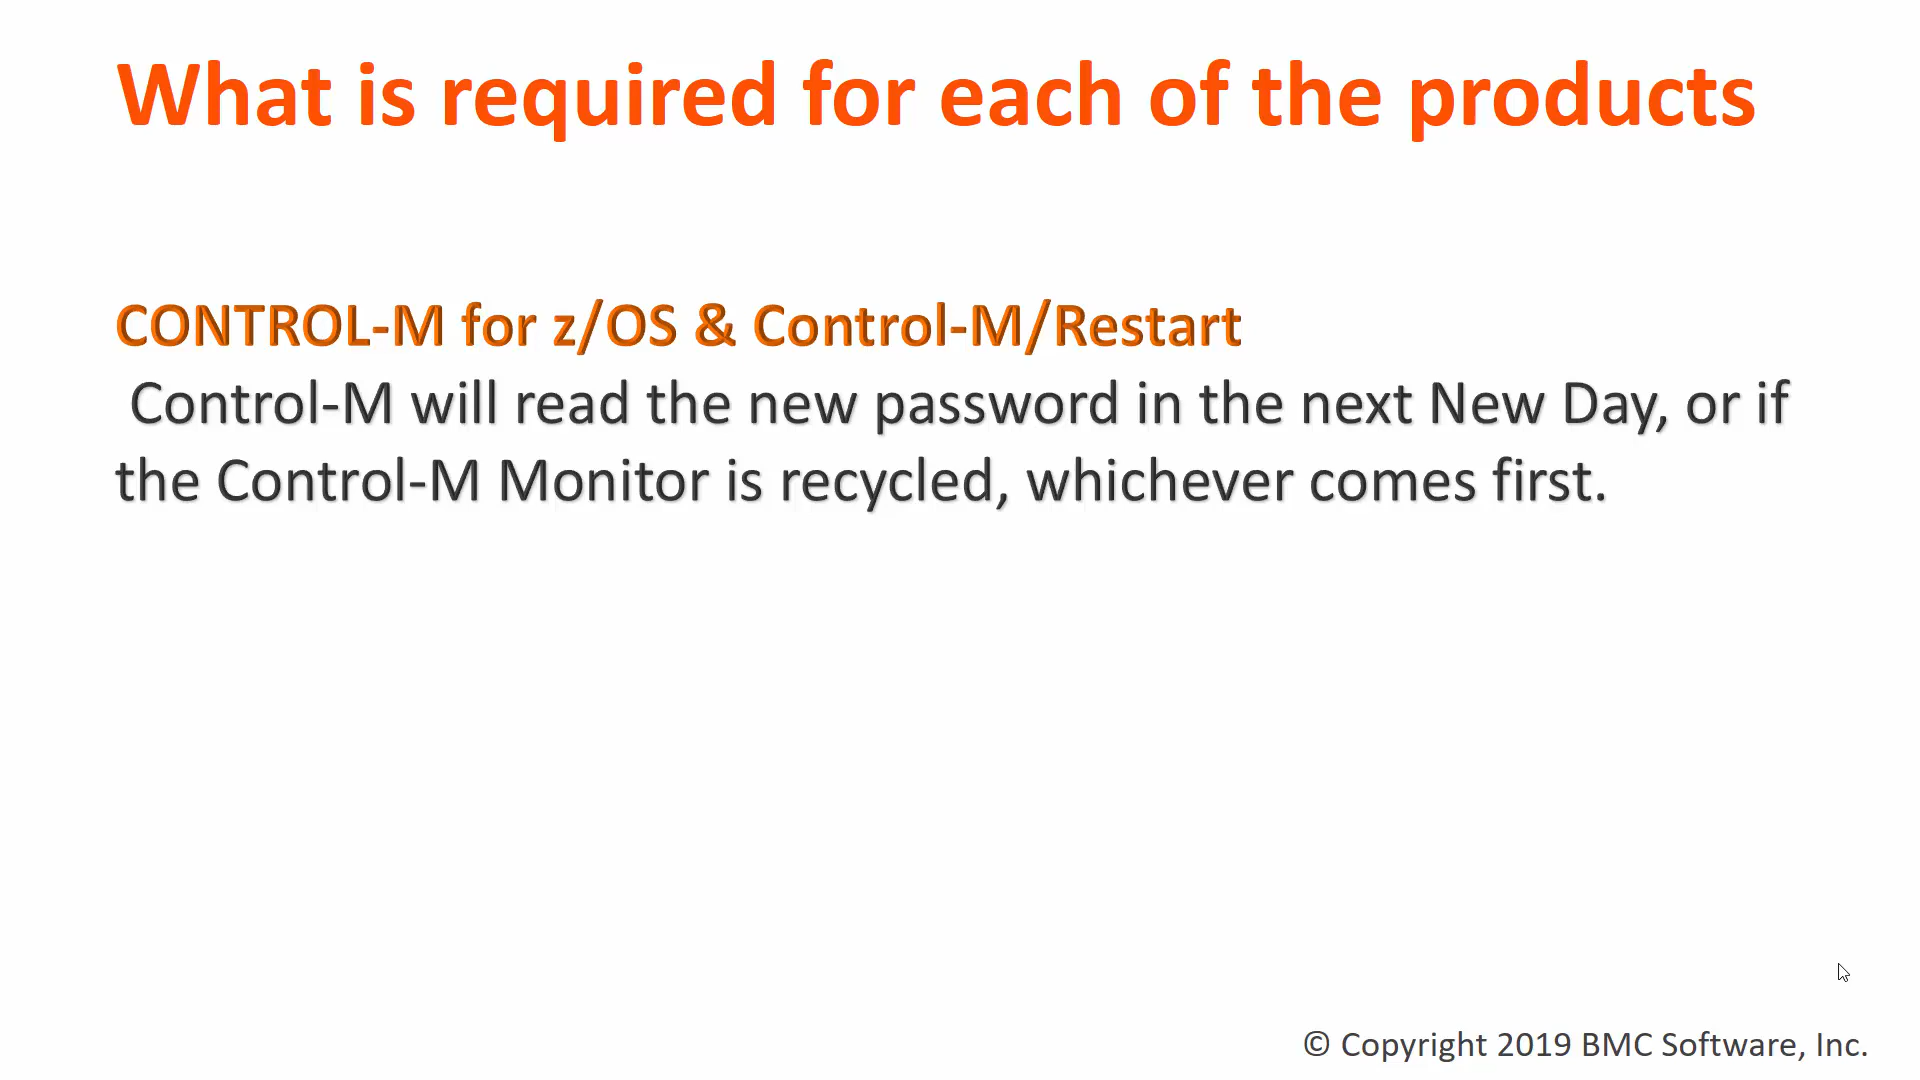 What is required for each of the products
CONTROL-M for z/OS & Control-M/Restart
Control-M will read the new password in the next New Day, or if
the Control-M Monitor is recycled, whichever comes first.
© Copyright 2019 BMC Software, Inc.